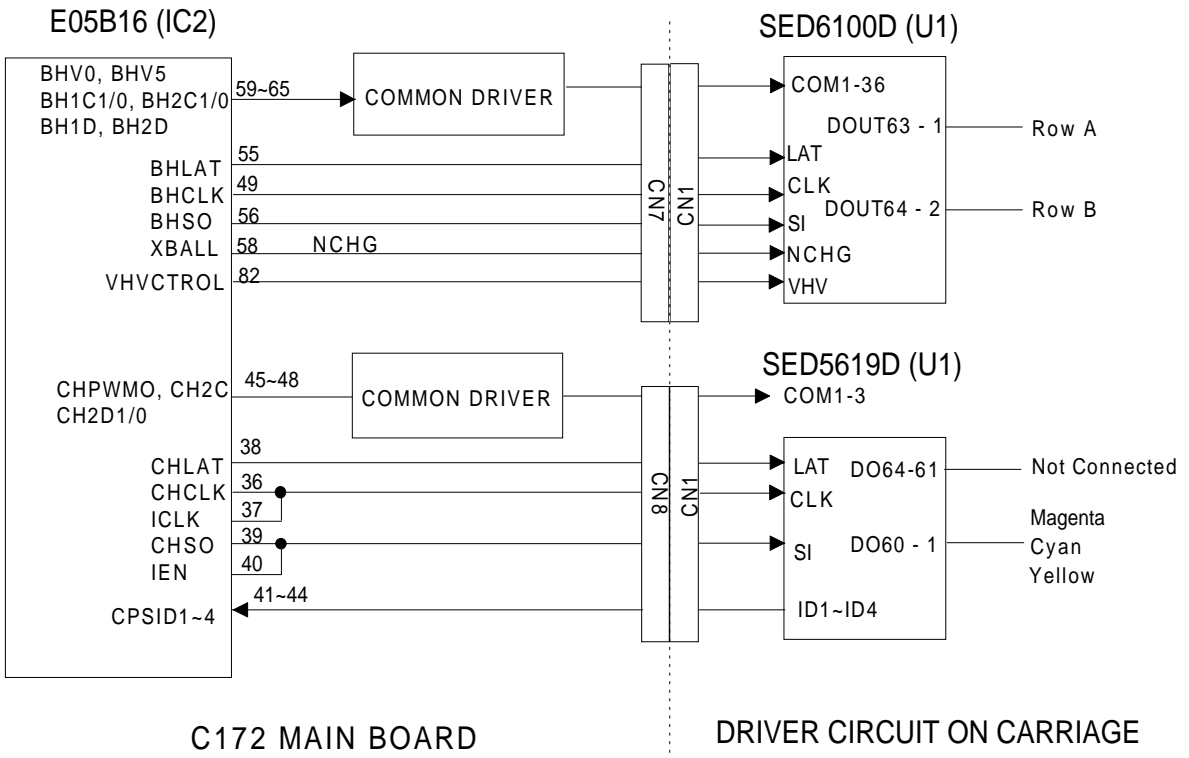 E05B16 (IC2)
SED6100D (U1)
BHV0, BHV5
BH1C1/0, BH2C1/0
BH1D, BH2D
59~65
COMMON DRIVER
COM1-36
DOUT63 - 1
Row A
BHLAT
55
LAT
BHCLK
49
CLK
DOUT64 - 2
Row B
BHSO
56
SI
XBALL
58
NCHG
NCHG
VHVCTROL
82
VHV
CN7
CN1
SED5619D (U1)
CHPWMO, CH2C
CH2D1/0
45~48
COMMON DRIVER
COM1-3
CHLAT
38
LAT
DO64-61
Not Connected
CHCLK
36
CLK
ICLK
37
CHSO
39
SI
DO60 - 1
Magenta
Cyan
Yellow
IEN
40
CPSID1~4
41~44
ID1~ID4
CN8
CN1
C172 MAIN BOARD
DRIVER CIRCUIT ON CARRIAGE